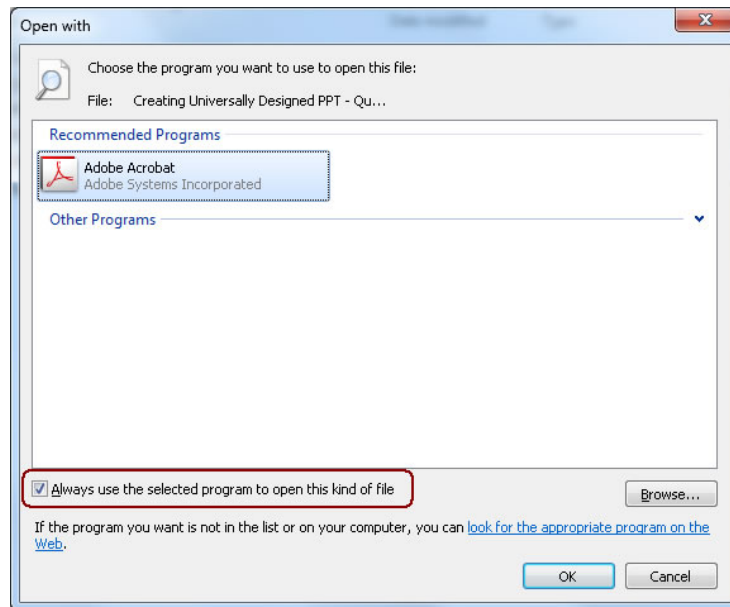 Open with
Choose the program you want to use to open this file:
File: Creating Universally Designed PPT - Qu...
Recommended Programs
Adobe Acrobat
Adobe Systems Incorporated
Other Programs
Always use the selected program to open this kind of file
Browse...
If the program you want is not in the list or on your computer, you can look for the appropriate program on the
Web.
OK Cancel